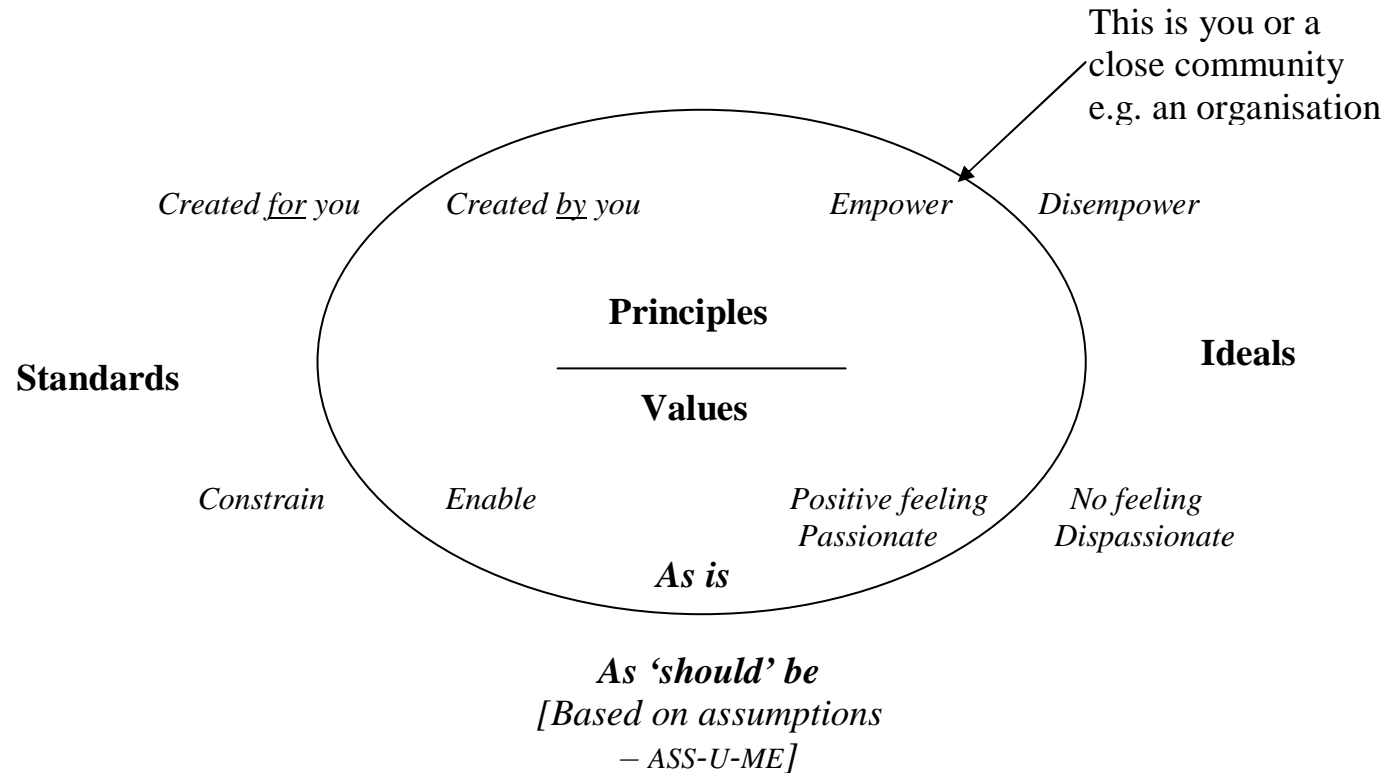 This is you or a
close community
e.g. an organisation
Created for you
Created by you
Empower
Disempower
Principles
Standards
Ideals
Values
Constrain
Enable
Positive feeling
Passionate
No feeling
Dispassionate
As is
As ‘should’ be
[Based on assumptions
– ASS-U-ME]